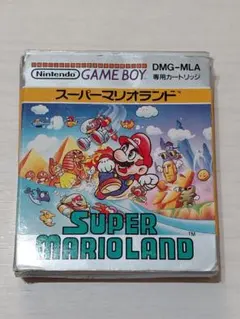 Nintendo GAME BOY
DMG-MLA
専用カートリッジ
スーパーマリオランド
SUPER
MARIOLAND
TM